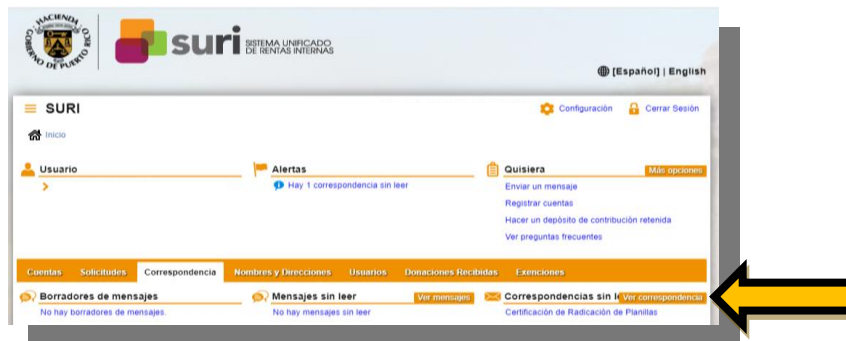 HACIENDA
GOBIERNO DE PUERTO RICO
suri SISTEMA UNIFICADO
DE RENTAS INTERNAS
[Español] | English
SURI
Configuración
Cerrar Sesión
Inicio
Usuario
Alertas
Hay 1 correspondencia sin leer
Quisiera
Más opciones
Enviar un mensaje
Registrar cuentas
Hacer un depósito de contribución retenida
Ver preguntas frecuentes
Cuentas Solicitudes Correspondencia Nombres y Direcciones Usuarios Donaciones Recibidas Exenciones
Borradores de mensajes
No hay borradores de mensajes.
Mensajes sin leer
Ver mensajes
No hay mensajes sin leer
Correspondencias sin
Ver correspondencia
Certificación de Radicación de Planillas